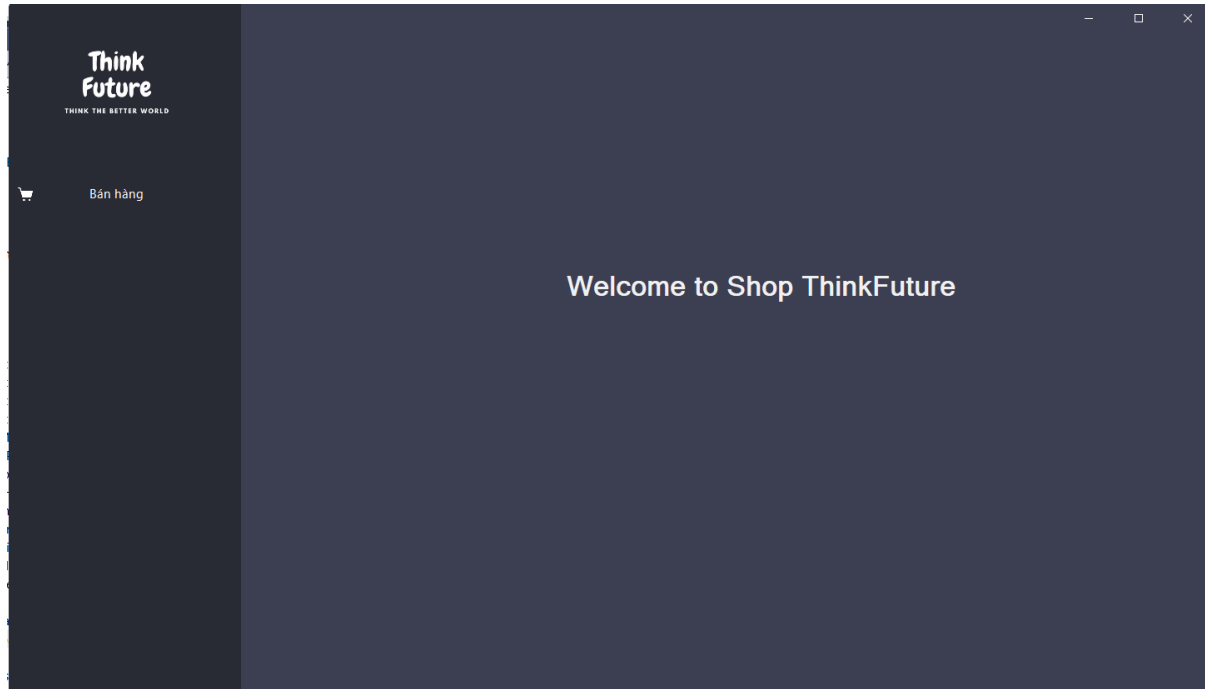 Think
Future
THINK THE BETTER WORLD
Bán hàng
Welcome to Shop ThinkFuture